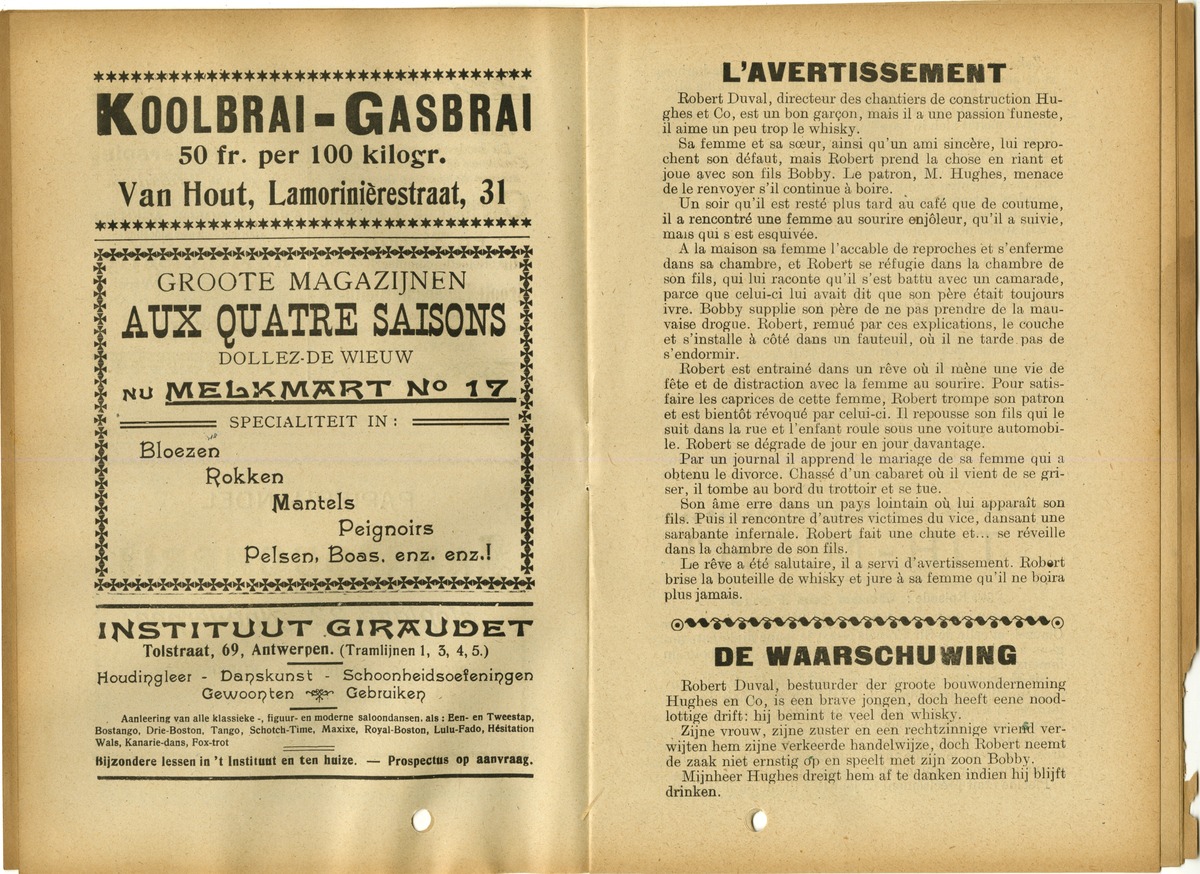 KOOLBRAI - GASBRAI
50 fr. per 100 kilogr.
Van Hout, Lamorinièrestraat, 31
GROOTE MAGAZIJNEN
AUX QUATRE SAISONS
DOLLEZ-DE WIEUW
NU MELKMART No 17
SPECIALITEIT IN :
Bloezen
Rokken
Mantels
Peignoirs
Pelsen, Boas, enz. enz.!
INSTITUUT GIRAUDET
Tolstraat, 69, Antwerpen. (Tramlijnen 1, 3, 4, 5.)
Houdingleer - Danskunst - Schoonheidsoefeningen
Gewoonten Gebruiken
Aanleering van alle klassieke -, figuur- en moderne saloondansen. als : Een- en Tweestap,
Bostango, Drie-Boston, Tango, Schotch-Time, Maxixe, Royal-Boston, Lulu-Fado, Hésitation
Wals, Kanarie-dans, Fox-trot
Bijzondere lessen in 't Instituut en ten huize. — Prospectus op aanvraag.
L'AVERTISSEMENT
Robert Duval, directeur des chantiers de construction Hu-
ghes et Co, est un bon garçon, mais il a une passion funeste,
il aime un peu trop le whisky.
Sa femme et sa sœur, ainsi qu'un ami sincère, lui repro-
chent son défaut, mais Robert prend la chose en riant et
joue avec son fils Bobby. Le patron, M. Hughes, menace
de le renvoyer s'il continue à boire.
Un soir qu'il est resté plus tard au café que de coutume,
il a rencontré une femme au sourire enjôleur, qu'il a suivie,
mais qui s est esquivée.
A la maison sa femme l'accable de reproches et s'enferme
dans sa chambre, et Robert se réfugie dans la chambre de
son fils, qui lui raconte qu'il s'est battu avec un camarade,
parce que celui-ci lui avait dit que son père était toujours
ivre. Bobby supplie son père de ne pas prendre de la mau-
vaise drogue. Robert, remué par ces explications, le couche
et s'installe à côté dans un fauteuil, où il ne tarde pas de
s'endormir.
Robert est entrainé dans un rêve où il mène une vie de
fête et de distraction avec la femme au sourire. Pour satis-
faire les caprices de cette femme, Robert trompe son patron
et est bientôt révoqué par celui-ci. Il repousse son fils qui le
suit dans la rue et l'enfant roule sous une voiture automobi-
le. Robert se dégrade de jour en jour davantage.
Par un journal il apprend le mariage de sa femme qui a
obtenu le divorce. Chassé d'un cabaret où il vient de se gri-
ser, il tombe au bord du trottoir et se tue.
Son âme erre dans un pays lointain où lui apparaît son
fils. Puis il rencontre d'autres victimes du vice, dansant une
sarabante infernale. Robert fait une chute et... se réveille
dans la chambre de son fils.
Le rêve a été salutaire, il a servi d'avertissement. Robert
brise la bouteille de whisky et jure à sa femme qu'il ne boira
plus jamais.
DE WAARSCHUWING
Robert Duval, bestuurder der groote bouwonderneming
Hughes en Co, is een brave jongen, doch heeft eene nood-
lottige drift: hij bemint te veel den whisky.
Zijne vrouw, zijne zuster en een rechtzinnige vriend ver-
wijten hem zijne verkeerde handelwijze, doch Robert neemt
de zaak niet ernstig op en speelt met zijn zoon Bobby.
Mijnheer Hughes dreigt hem af te danken indien hij blijft
drinken.